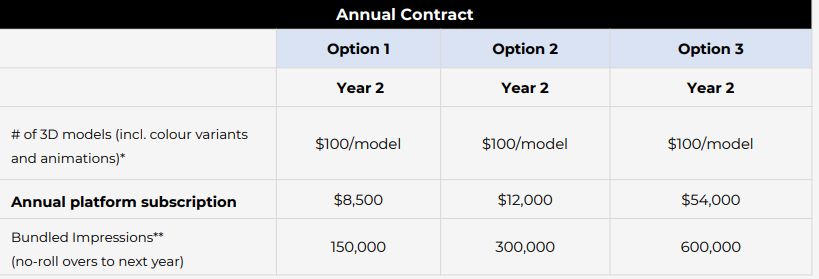 Annual Contract
Option 1 Option 2 Option 3
Year 2 Year 2 Year 2
# of 3D models (incl. colour variants
and animations)*
$100/model $100/model $100/model
Annual platform subscription $8,500 $12,000 $54,000
Bundled Impressions**
(no-roll overs to next year)
150,000 300,000 600,000